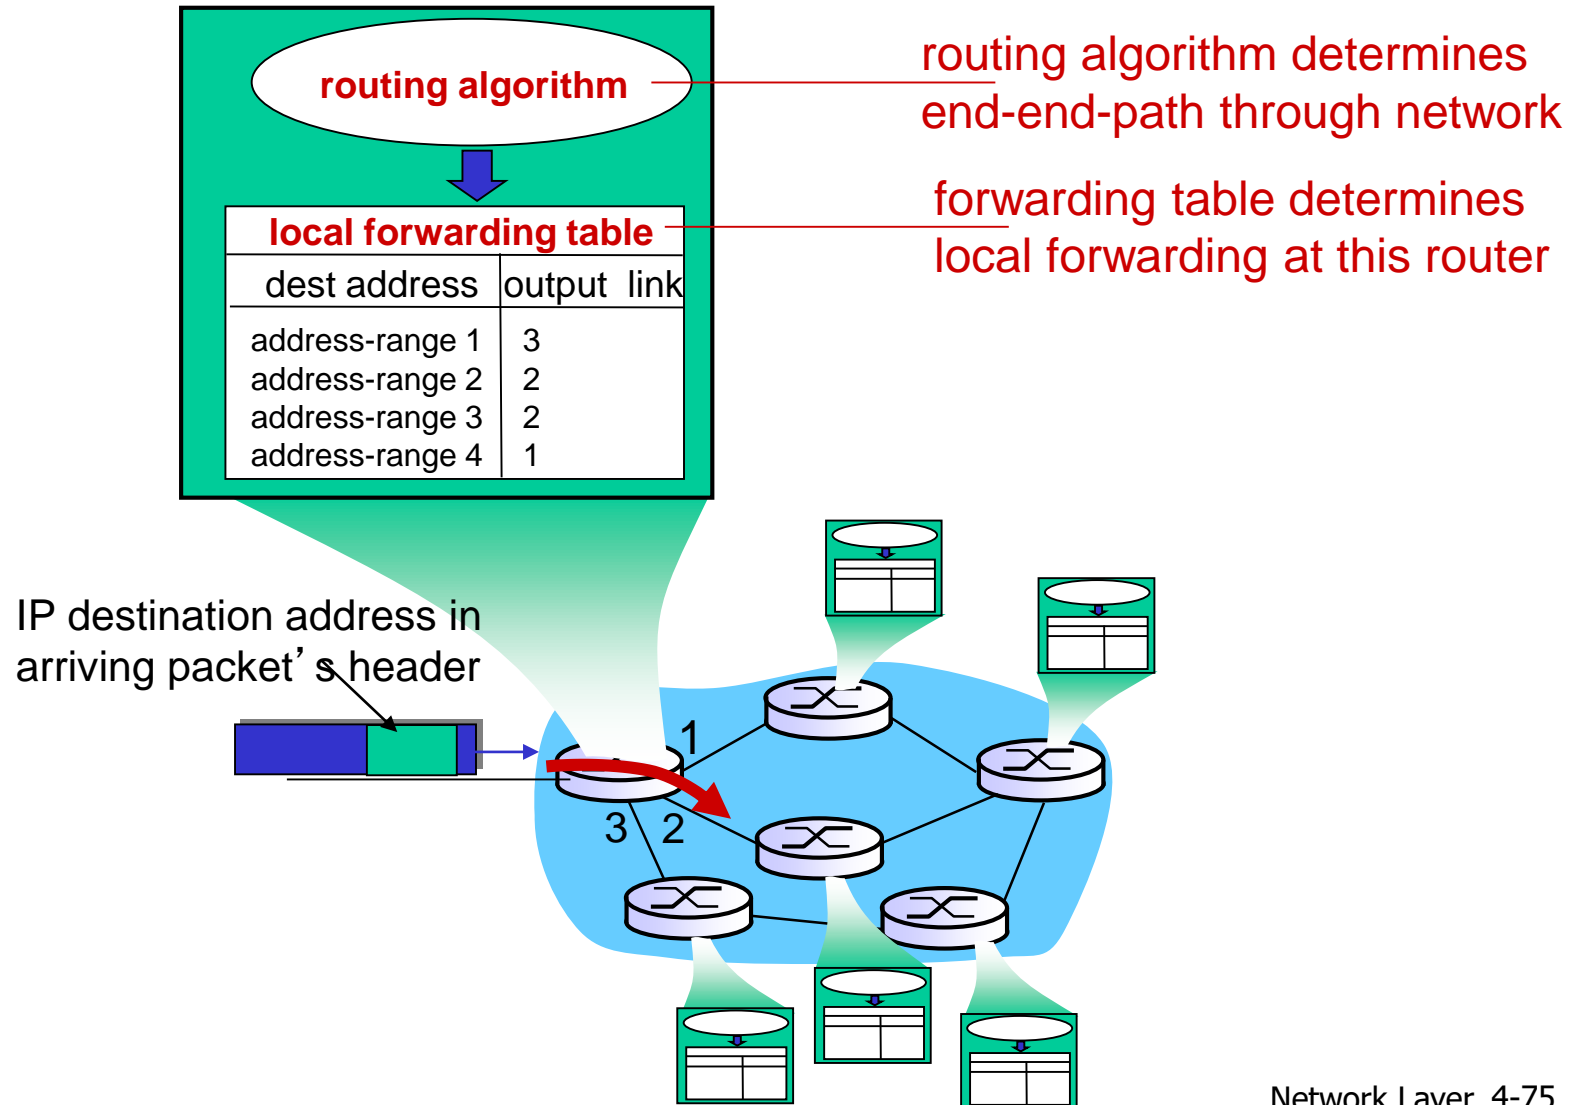 routing algorithm
routing algorithm determines
end-end-path through network
forwarding table determines
local forwarding at this router
local forwarding table
dest address output link
address-range 1 3
address-range 2 2
address-range 3 2
address-range 4 1
IP destination address in
arriving packet’s header
1
3 2
Network Layer 4-75